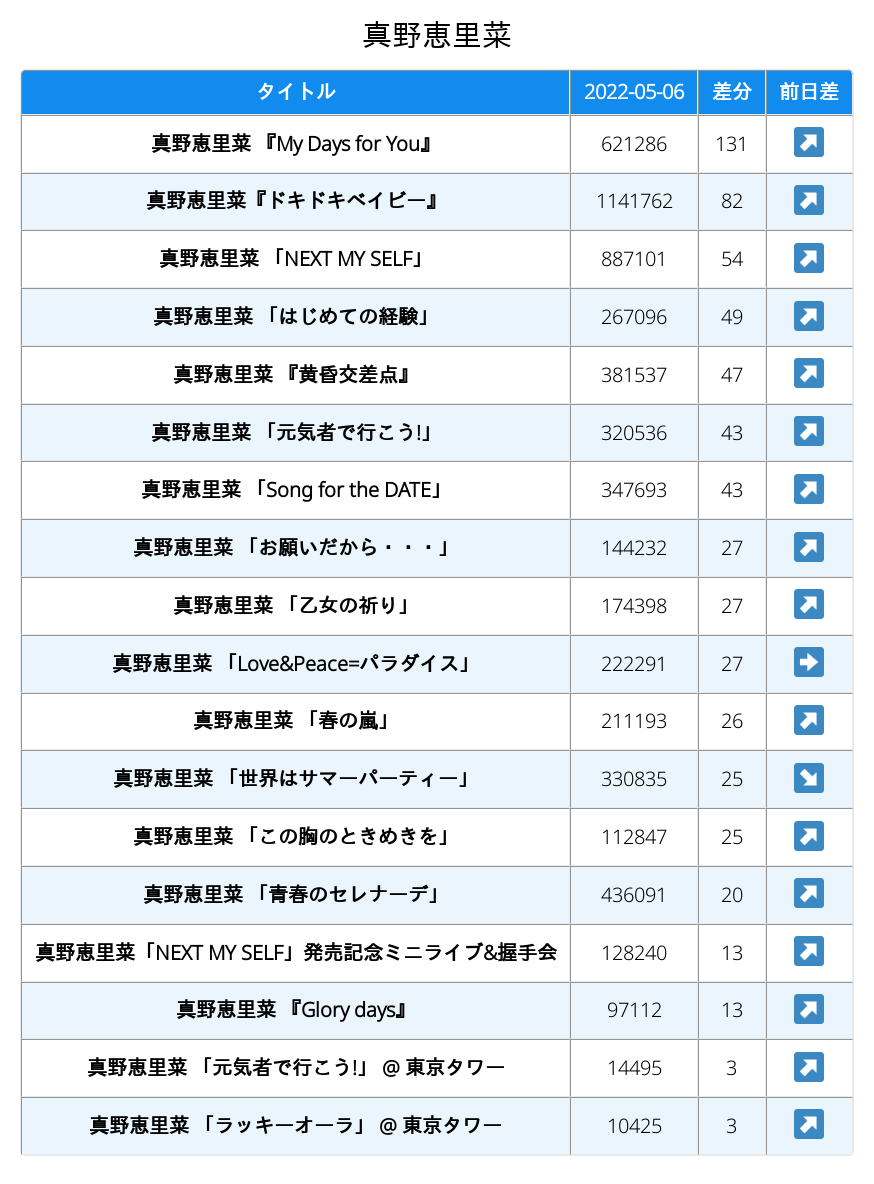 真野恵里菜
タイトル 2022-05-06 差分 前日差
真野恵里菜 『My Days for You』 621286 131 ↗
真野恵里菜『ドキドキベイビー』 1141762 82 ↗
真野恵里菜 「NEXT MY SELF」 887101 54 ↗
真野恵里菜 「はじめての経験」 267096 49 ↗
真野恵里菜 『黄昏交差点』 381537 47 ↗
真野恵里菜 「元気者で行こう!」 320536 43 ↗
真野恵里菜 「Song for the DATE」 347693 43 ↗
真野恵里菜 「お願いだから・・・」 144232 27 ↗
真野恵里菜 「乙女の祈り」 174398 27 ↗
真野恵里菜 「Love&Peace=パラダイス」 222291 27 ➡
真野恵里菜 「春の嵐」 211193 26 ↗
真野恵里菜 「世界はサマーパーティー」 330835 25 ↘
真野恵里菜 「この胸のときめきを」 112847 25 ↗
真野恵里菜 「青春のセレナーデ」 436091 20 ↗
真野恵里菜「NEXT MY SELF」発売記念ミニライブ&握手会 128240 13 ↗
真野恵里菜 『Glory days』 97112 13 ↗
真野恵里菜 「元気者で行こう!」 @ 東京タワー 14495 3 ↗
真野恵里菜 「ラッキーオーラ」 @ 東京タワー 10425 3 ↗